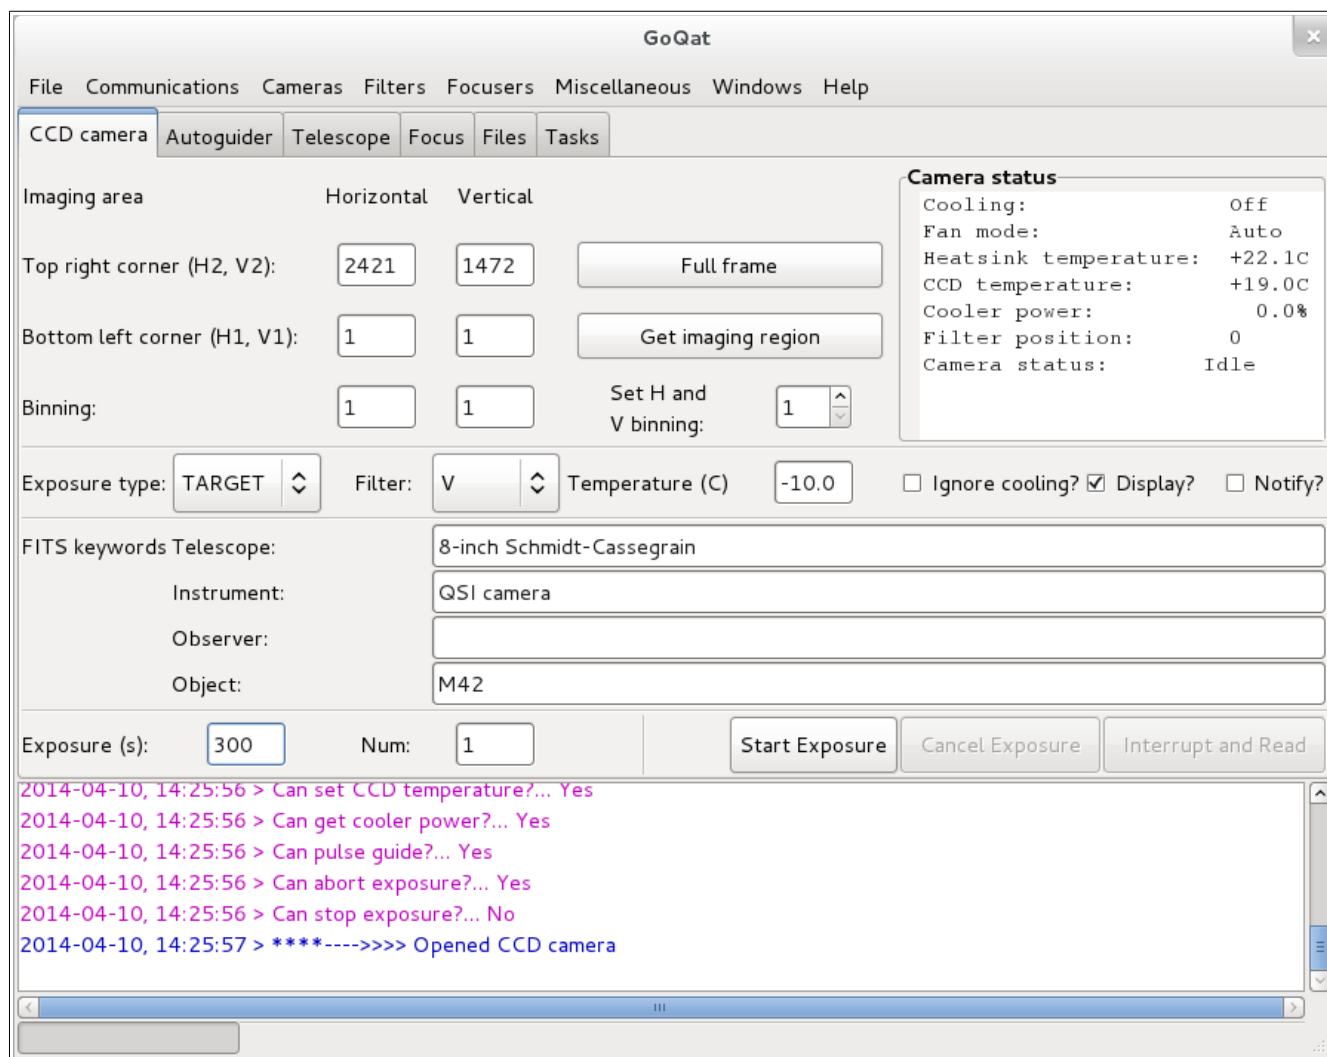 GoQat
File Communications Cameras Filters Focusers Miscellaneous Windows Help
CCD camera Autoguider Telescope Focus Files Tasks
Imaging area Horizontal Vertical
Top right corner (H2, V2): 2421 1472 Full frame
Bottom left corner (H1, V1): 1 1 Get imaging region
Binning: 1 1 Set H and V binning: 1
Camera status
Cooling: Off
Fan mode: Auto
Heatsink temperature: +22.1C
CCD temperature: +19.0C
Cooler power: 0.0%
Filter position: 0
Camera status: Idle
Exposure type: TARGET Filter: V Temperature (C) -10.0 Ignore cooling? Display? Notify?
FITS keywords Telescope: 8-inch Schmidt-Cassegrain
Instrument: QSI camera
Observer:
Object: M42
Exposure (s): 300 Num: 1 Start Exposure Cancel Exposure Interrupt and Read
2014-04-10, 14:25:56 > Can set CCD temperature?... Yes
2014-04-10, 14:25:56 > Can get cooler power?... Yes
2014-04-10, 14:25:56 > Can pulse guide?... Yes
2014-04-10, 14:25:56 > Can abort exposure?... Yes
2014-04-10, 14:25:56 > Can stop exposure?... No
2014-04-10, 14:25:57 > ****---->>>> Opened CCD camera